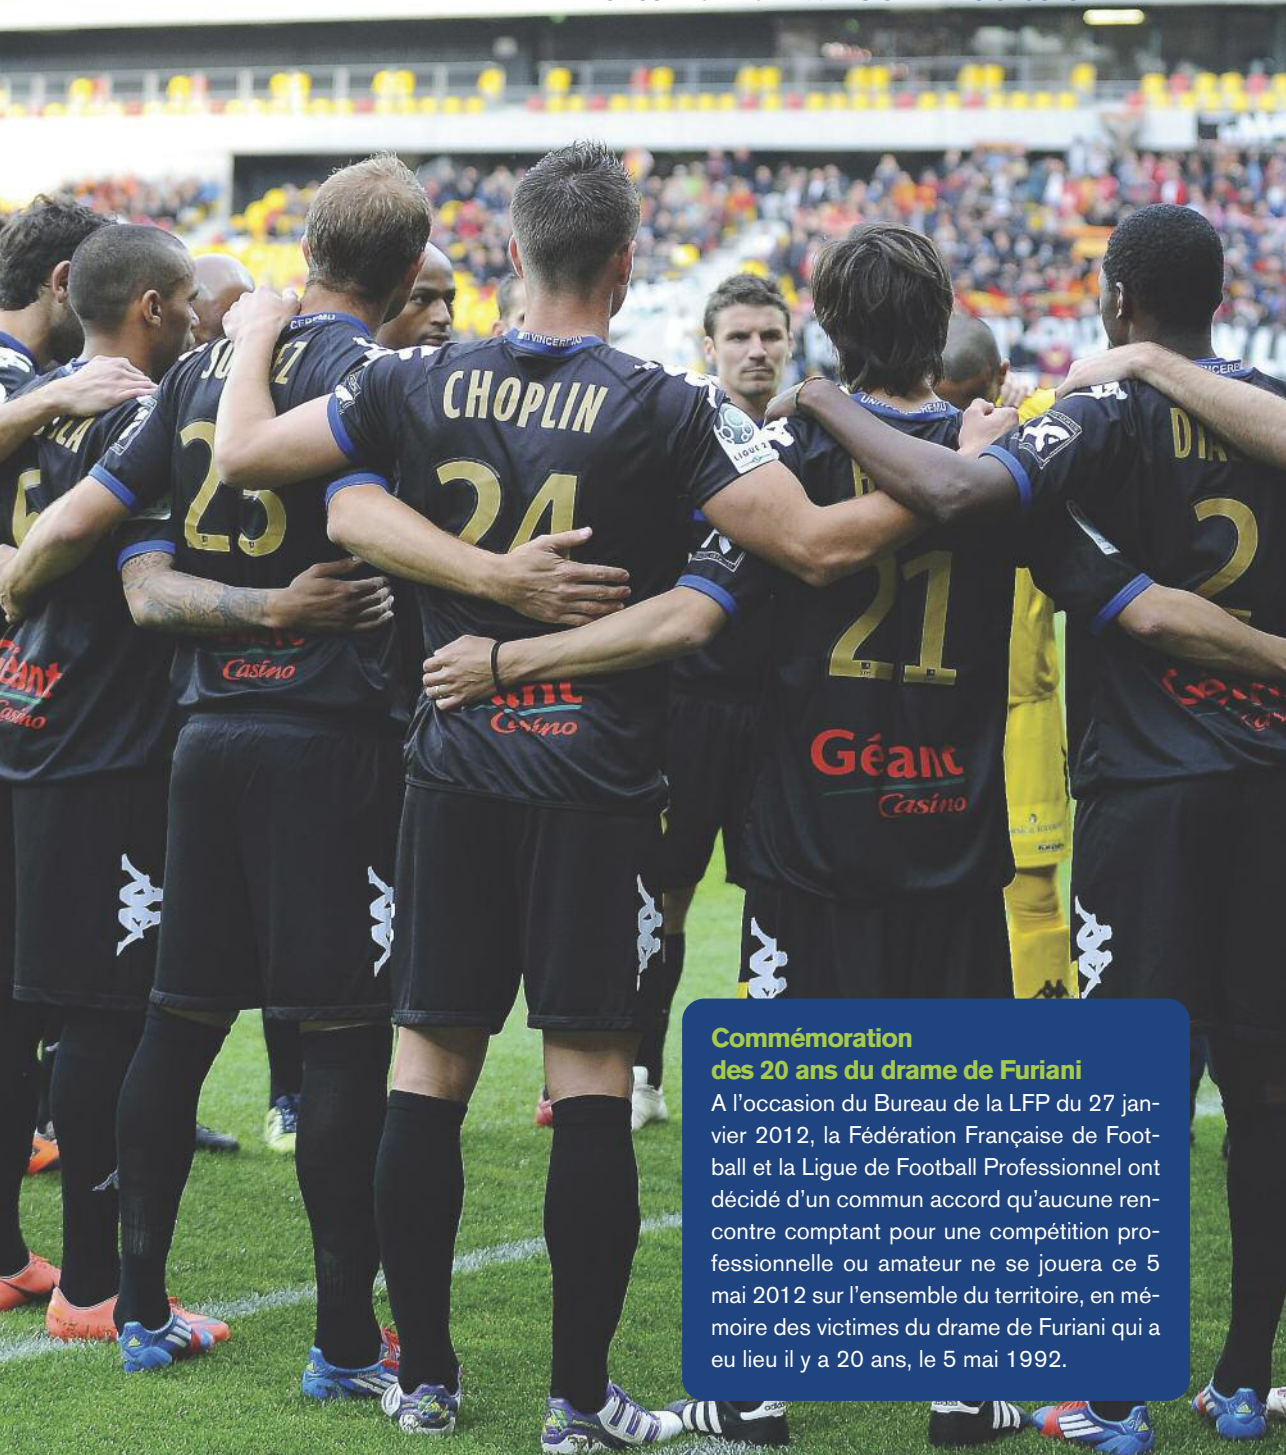 CHOPLIN
24
23
6
21
2
LIGUE 2
Géant
Casino
Casino
Casino
Commémoration
des 20 ans du drame de Furiani
A l’occasion du Bureau de la LFP du 27 jan-
vier 2012, la Fédération Française de Foot-
ball et la Ligue de Football Professionnel ont
décidé d’un commun accord qu’aucune ren-
contre comptant pour une compétition pro-
fessionnelle ou amateur ne se jouera ce 5
mai 2012 sur l’ensemble du territoire, en mé-
moire des victimes du drame de Furiani qui a
eu lieu il y a 20 ans, le 5 mai 1992.